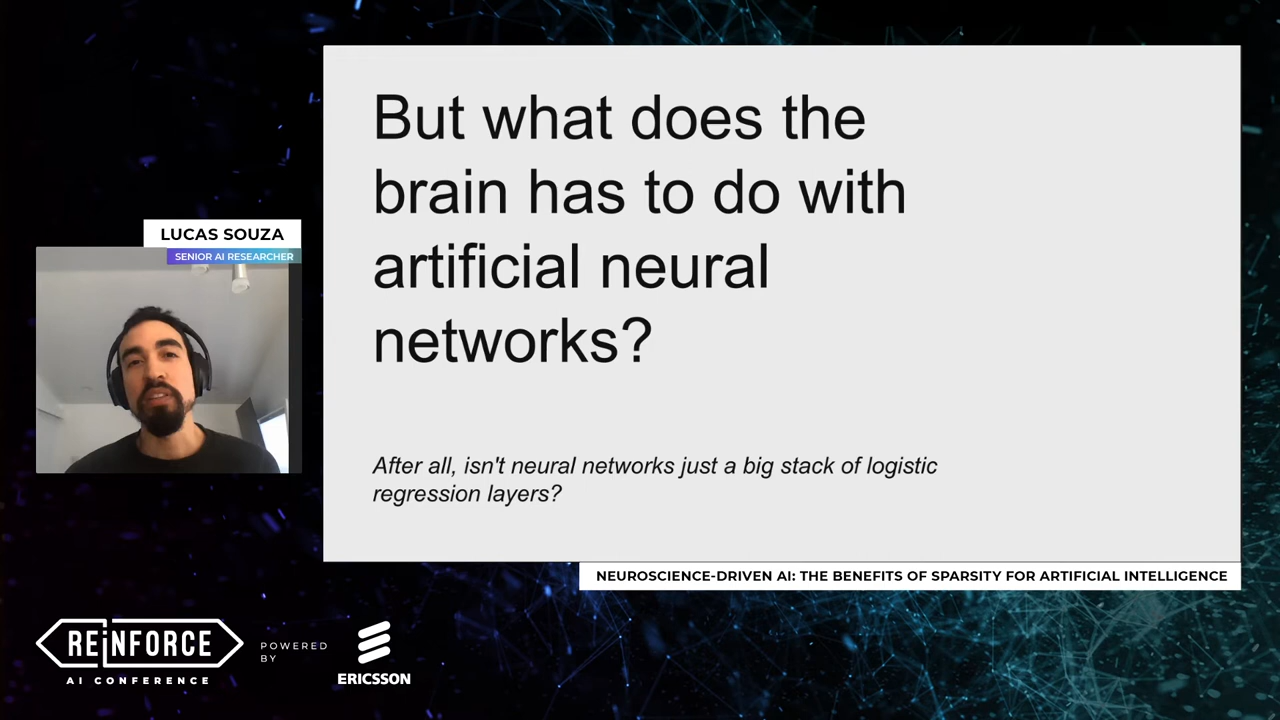 LUCAS SOUZA
SENIOR AI RESEARCHER
But what does the
brain has to do with
artificial neural
networks?
After all, isn't neural networks just a big stack of logistic
regression layers?
NEUROSCIENCE-DRIVEN AI: THE BENEFITS OF SPARSITY FOR ARTIFICIAL INTELLIGENCE
REiNFORCE
AI CONFERENCE
POWERED
BY
ERICSSON